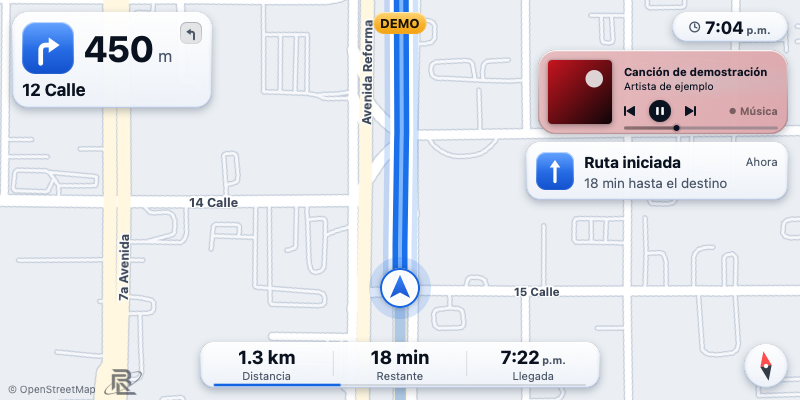 450 m
12 Calle
DEMO
7:04 p.m.
Canción de demostración
Artista de ejemplo
Música
Ruta iniciada
Ahora
18 min hasta el destino
Avenida Reforma
14 Calle
7a Avenida
15 Calle
1.3 km
Distancia
18 min
Restante
7:22 p.m.
Llegada
© OpenStreetMap